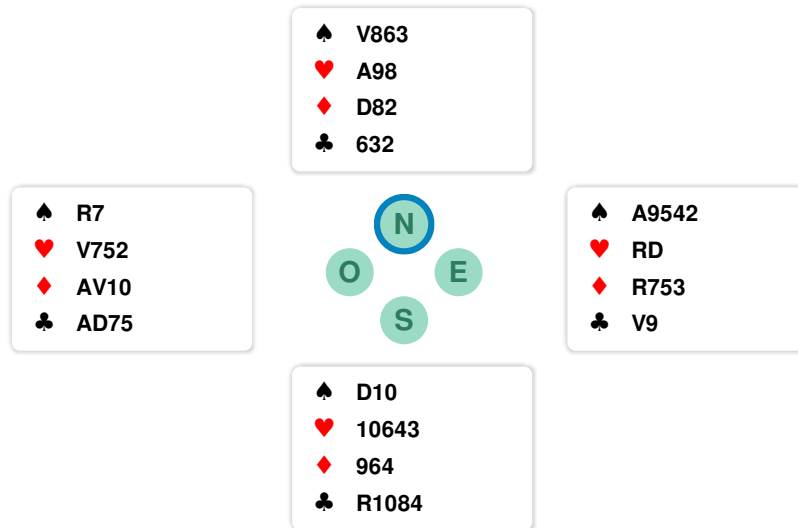 ♠ V863
♥ A98
♦ D82
♣ 632
♠ R7
♥ V752
♦ AV10
♣ AD75
N
O
E
S
♠ A9542
♥ RD
♦ R753
♣ V9
♠ D10
♥ 10643
♦ 964
♣ R1084